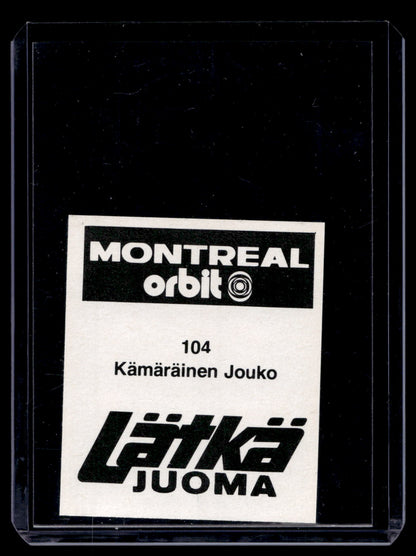 MONTREAL
orbit
104
Kämäräinen Jouko
Lätkä
JUOMA